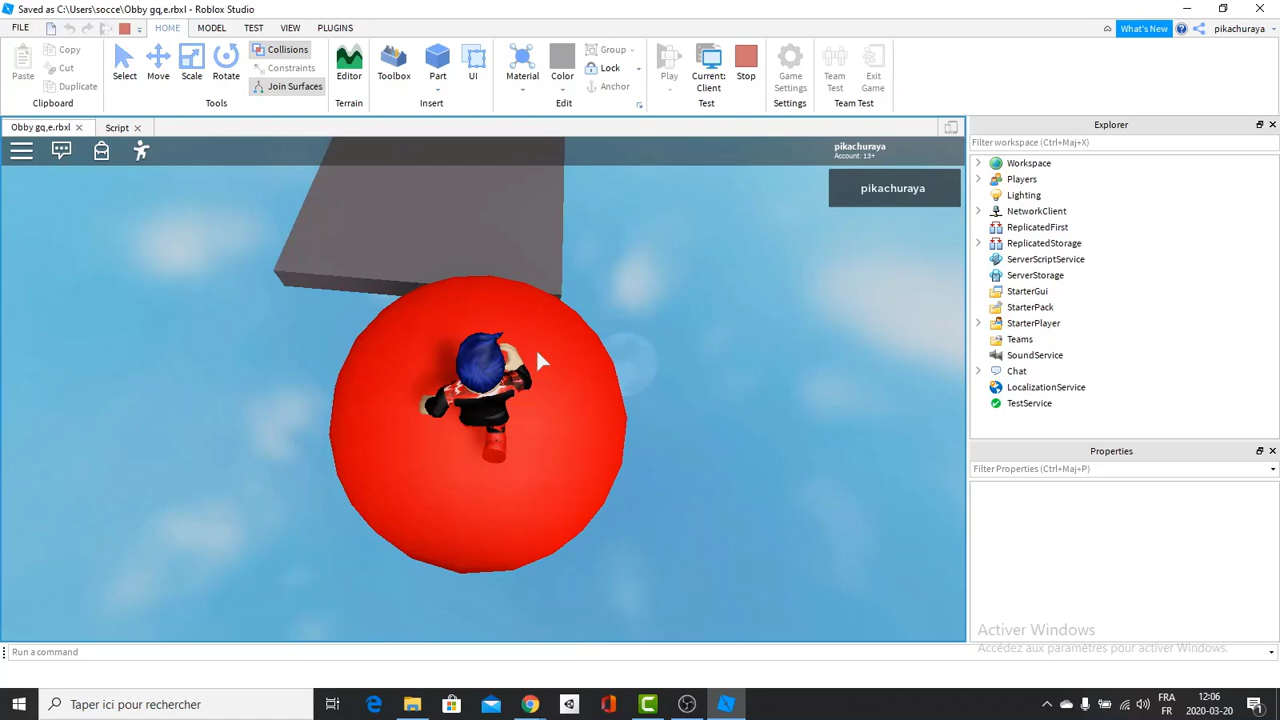 Saved as C:\Users\socce\Obby gq,e.rbxl - Roblox Studio
FILE HOME MODEL TEST VIEW PLUGINS What's New pikachuraya
Paste Copy Cut Duplicate Select Move Scale Rotate Collisions Constraints Join Surfaces Editor Toolbox Part UI Material Color Group Lock Anchor Play Current: Client Stop Game Settings Team Test Exit Game
Clipboard Tools Terrain Insert Edit Test Settings Team Test
Obby gq,e.rbxl Script
pikachuraya
Account: 13+
pikachuraya
Explorer
Filter workspace (Ctrl+Maj+X)
Workspace
Players
Lighting
NetworkClient
ReplicatedFirst
ReplicatedStorage
ServerScriptService
ServerStorage
StarterGui
StarterPack
StarterPlayer
Teams
SoundService
Chat
LocalizationService
TestService
Properties
Filter Properties (Ctrl+Maj+P)
Activer Windows
Accédez aux paramètres pour activer Windows.
Run a command
Taper ici pour rechercher
FRA 12:06
FR 2020-03-20
1